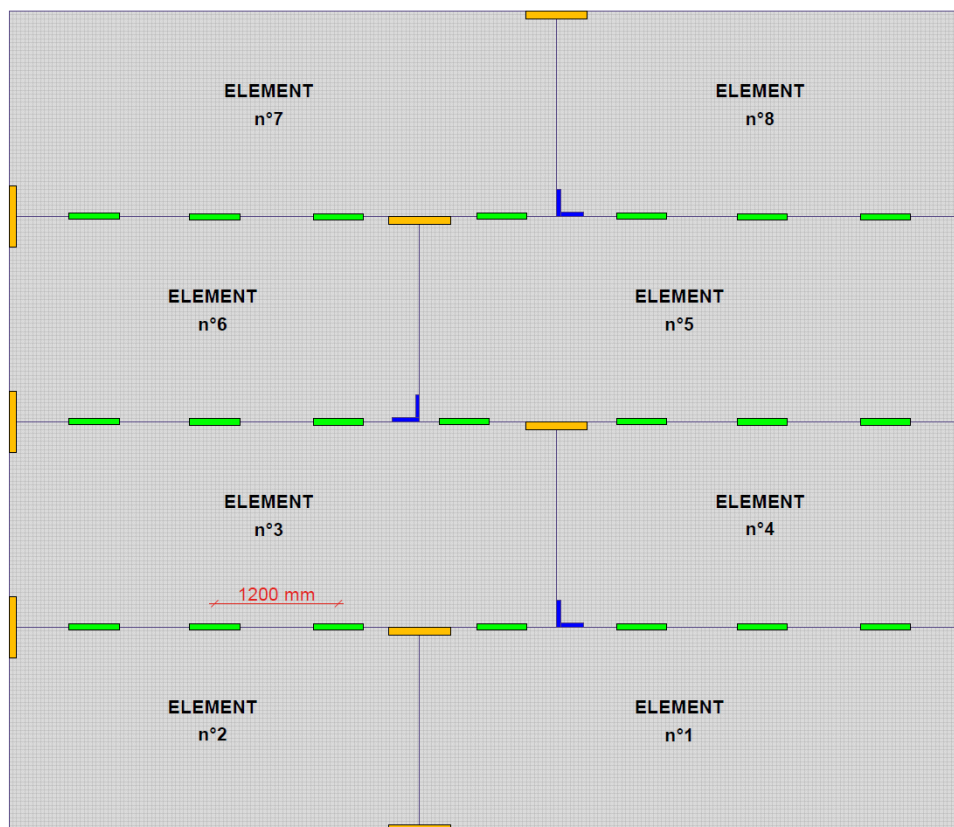 ELEMENT
n°7
ELEMENT
n°8
ELEMENT
n°6
ELEMENT
n°5
ELEMENT
n°3
ELEMENT
n°4
1200 mm
ELEMENT
n°2
ELEMENT
n°1